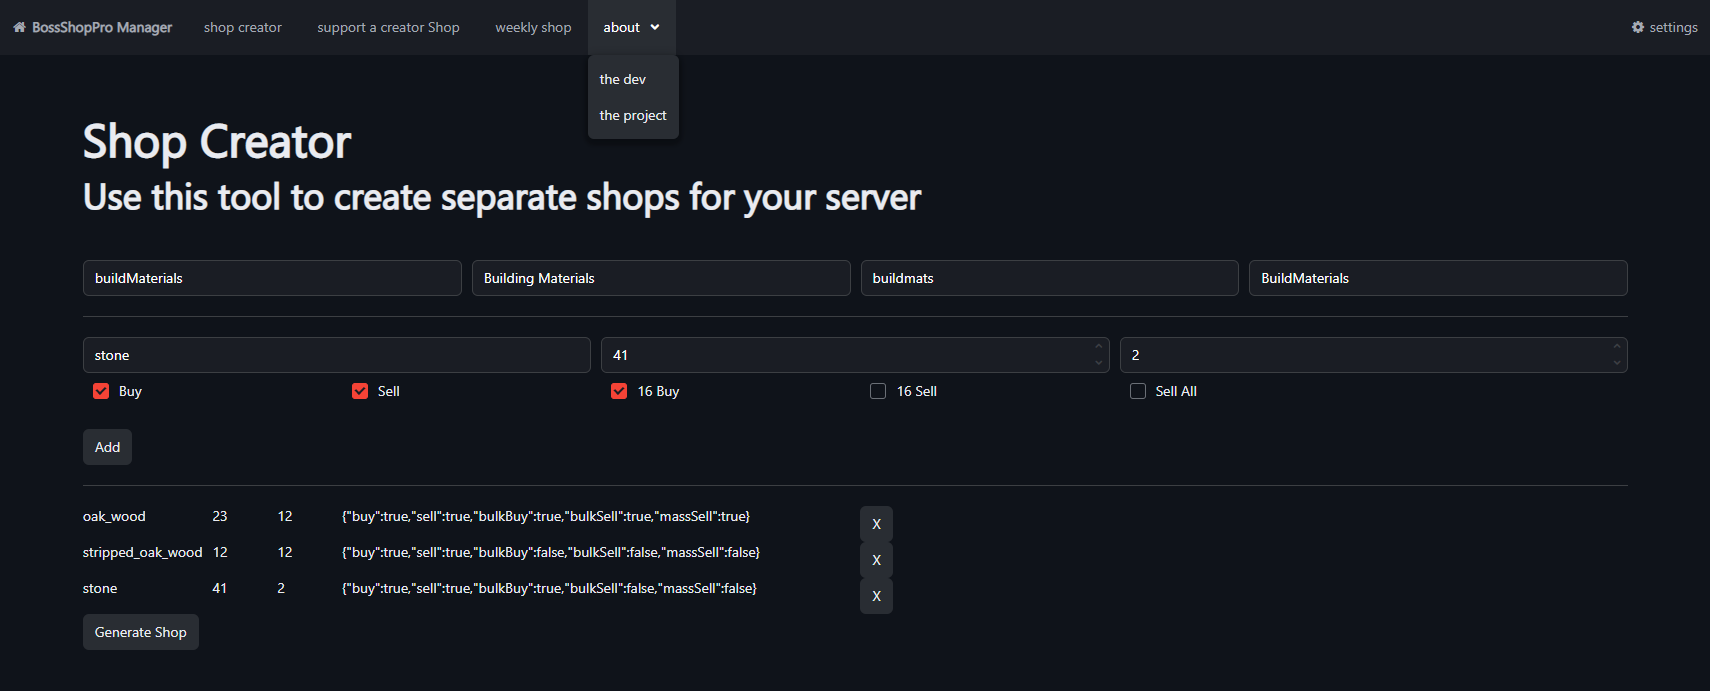 BossShopPro Manager shop creator support a creator Shop weekly shop about settings
the dev
the project
Shop Creator
Use this tool to create separate shops for your server
buildMaterials Building Materials buildmats BuildMaterials
stone 41 2
Buy Sell 16 Buy 16 Sell Sell All
Add
oak_wood 23 12 {"buy":true,"sell":true,"bulkBuy":true,"bulkSell":true,"massSell":true} X
stripped_oak_wood 12 12 {"buy":true,"sell":true,"bulkBuy":false,"bulkSell":false,"massSell":false} X
stone 41 2 {"buy":true,"sell":true,"bulkBuy":true,"bulkSell":false,"massSell":false} X
Generate Shop